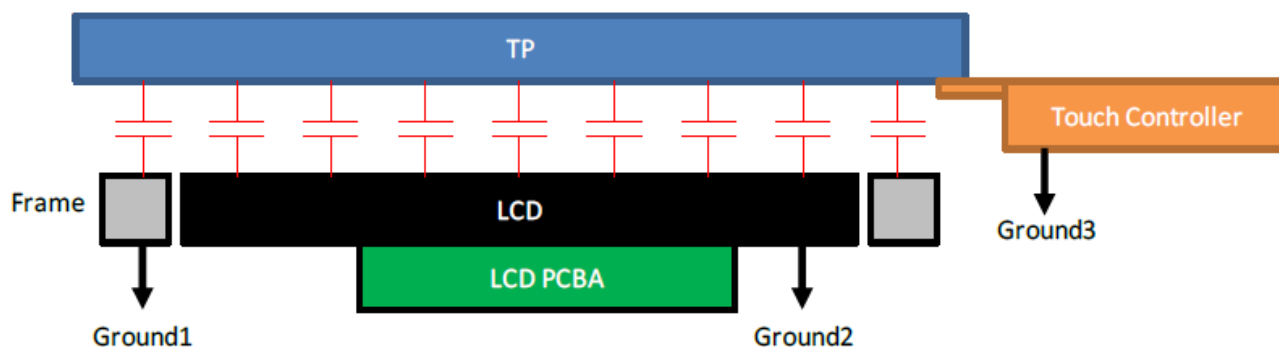 TP
Touch Controller
Frame
LCD
Ground3
LCD PCBA
Ground1
Ground2